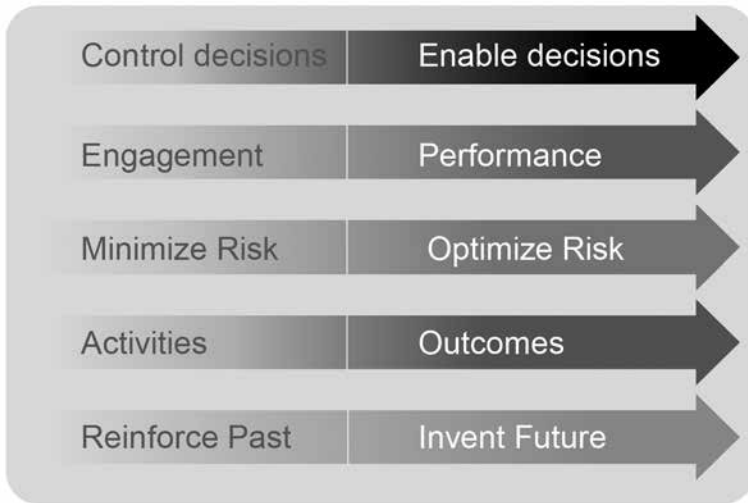 Control decisions Enable decisions
Engagement Performance
Minimize Risk Optimize Risk
Activities Outcomes
Reinforce Past Invent Future